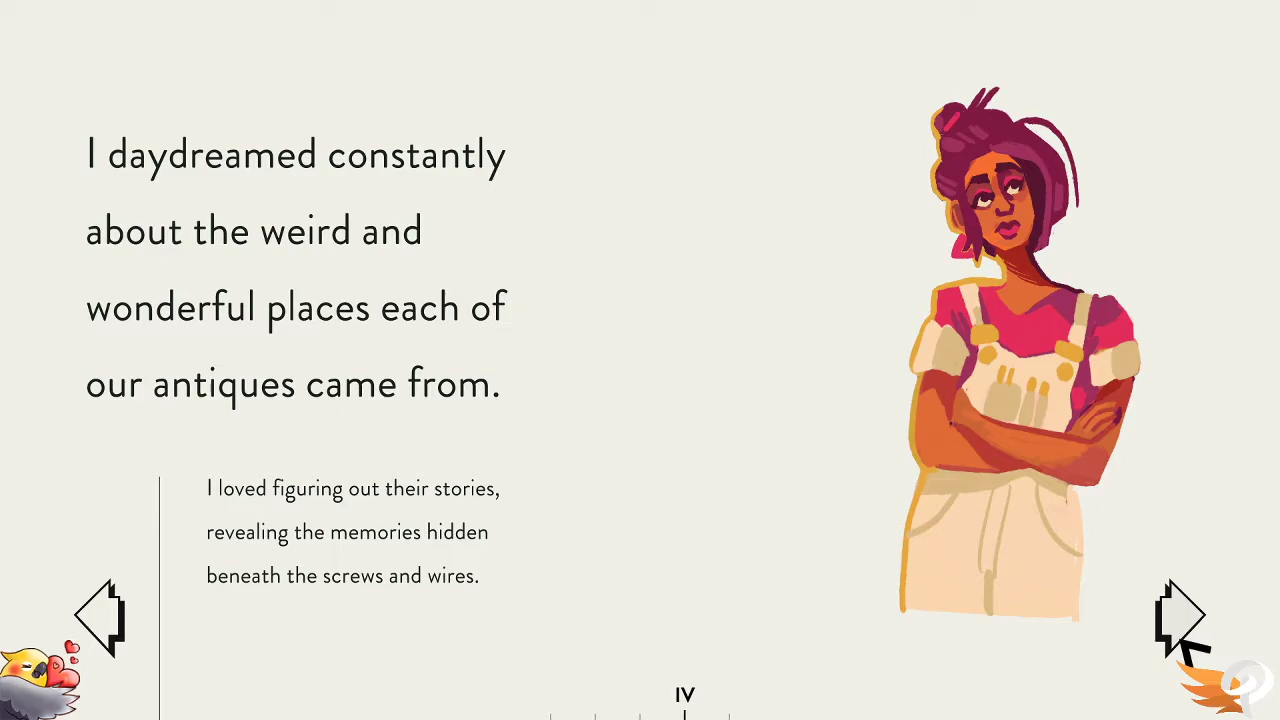 I daydreamed constantly
about the weird and
wonderful places each of
our antiques came from.
I loved figuring out their stories,
revealing the memories hidden
beneath the screws and wires.
IV